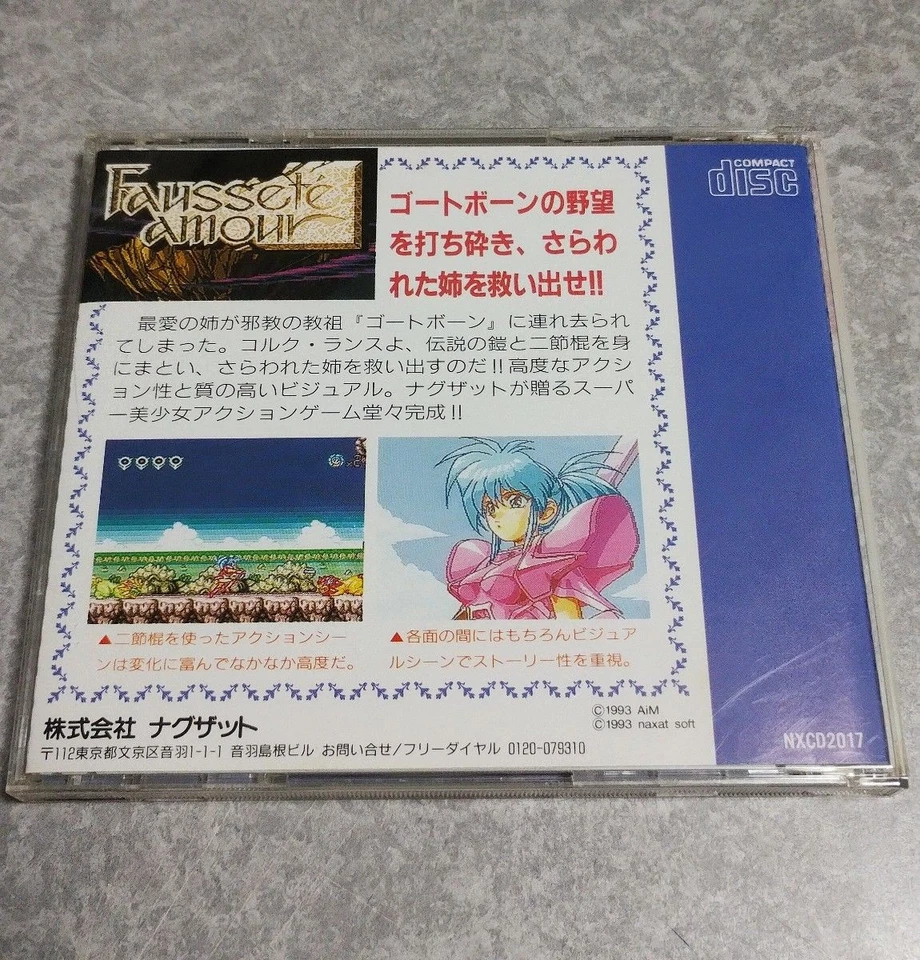 Fausseté
amour
COMPACT
disc
ゴートボーンの野望
を打ち砕き、さらわ
れた姉を救い出せ!!
最愛の姉が邪教の教祖『ゴートボーン』に連れ去られ
てしまった。コルク・ランスよ、伝説の鎧と二節棍を身
にまとい、さらわれた姉を救い出すのだ!!高度なアクシ
ョン性と質の高いビジュアル。ナグザットが贈るスーパ
ー美少女アクションゲーム堂々完成!!
▲二節棍を使ったアクションシー
ンは変化に富んでなかなか高度だ。
▲各面の間にはもちろんビジュア
ルシーンでストーリー性を重視。
株式会社 ナグザット
〒112東京都文京区音羽1-1-1 音羽島根ビル お問い合せ/フリーダイヤル 0120-079310
©1993 AiM
©1993 naxat soft
NXCD2017